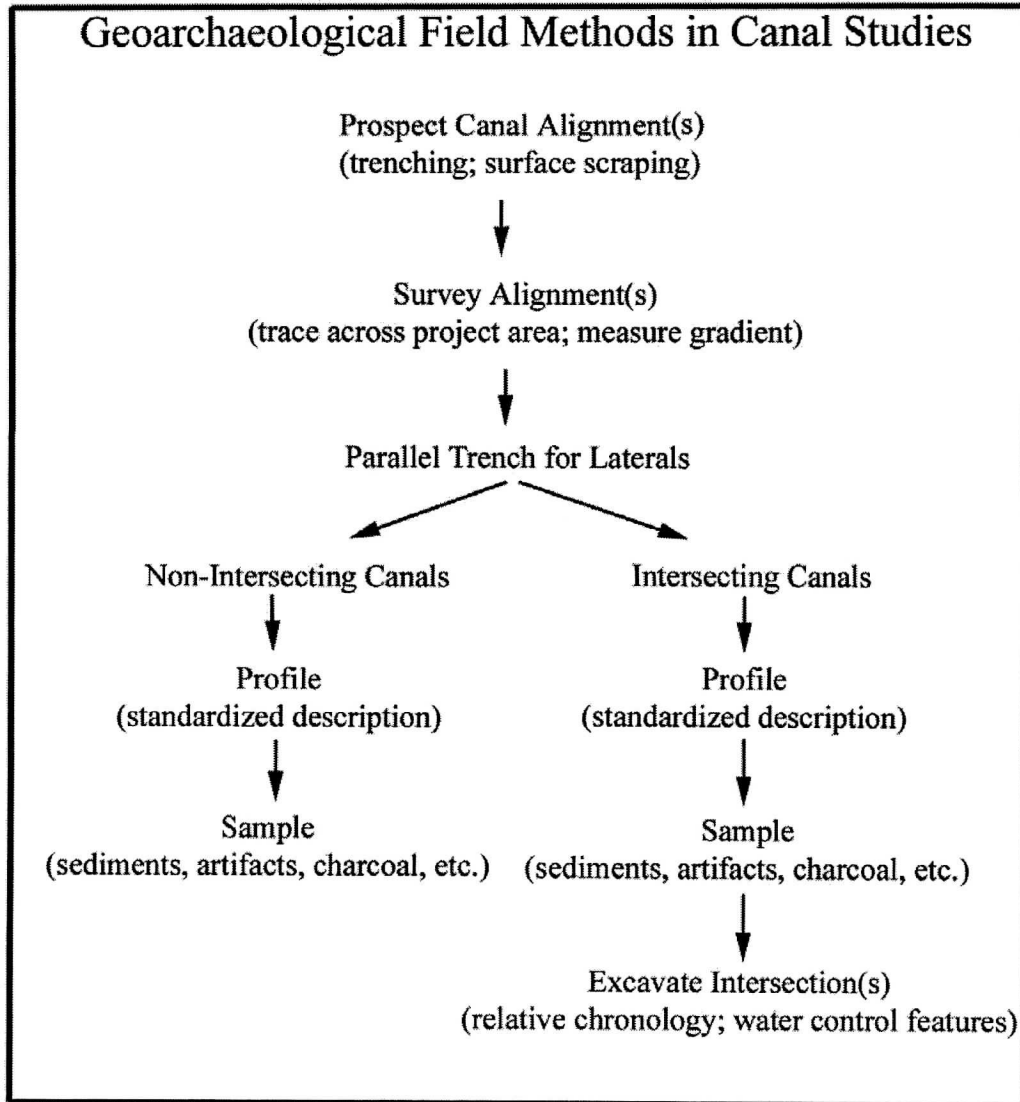 Geoarchaeological Field Methods in Canal Studies
Prospect Canal Alignment(s)
(trenching; surface scraping)
Survey Alignment(s)
(trace across project area; measure gradient)
Parallel Trench for Laterals
Non-Intersecting Canals
Profile
(standardized description)
Sample
(sediments, artifacts, charcoal, etc.)
Intersecting Canals
Profile
(standardized description)
Sample
(sediments, artifacts, charcoal, etc.)
Excavate Intersection(s)
(relative chronology; water control features)